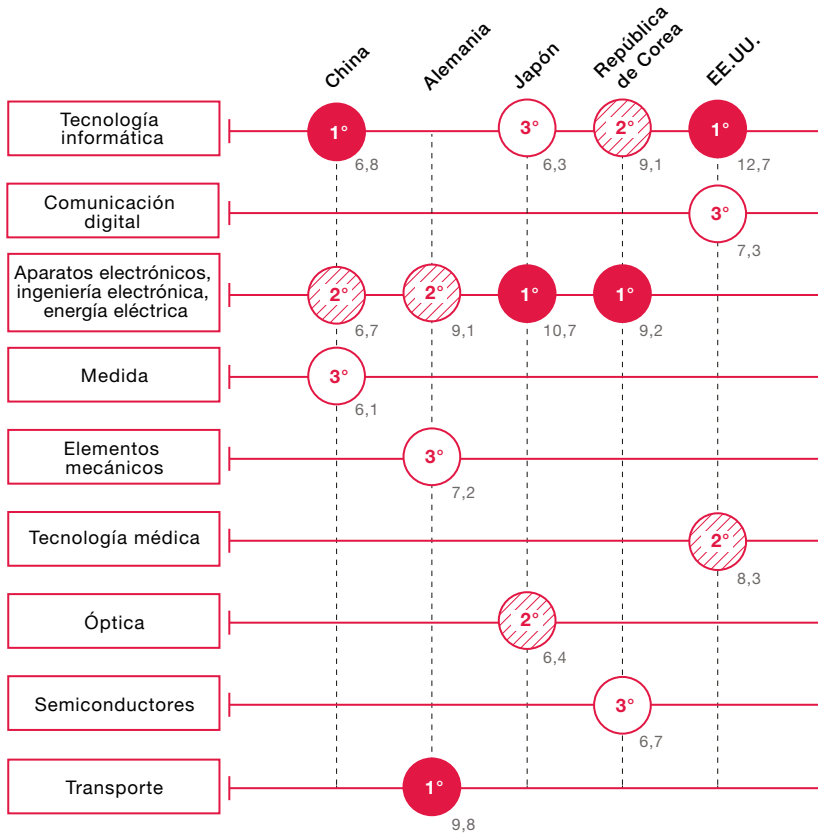 China
Alemania
Japón
República
de Corea
EE.UU.
Tecnología
informática
1°
6,8
3°
6,3
2°
9,1
1°
12,7
Comunicación
digital
3°
7,3
Aparatos electrónicos,
ingeniería electrónica,
energía eléctrica
2°
6,7
2°
9,1
1°
10,7
1°
9,2
Medida
3°
6,1
Elementos
mecánicos
3°
7,2
Tecnología médica
2°
8,3
Óptica
2°
6,4
Semiconductores
3°
6,7
Transporte
1°
9,8